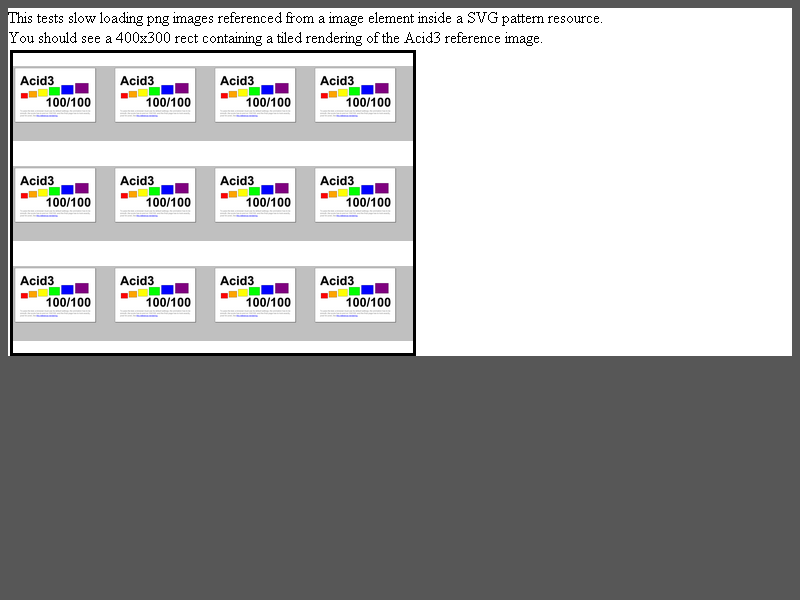 This tests slow loading png images referenced from a image element inside a SVG pattern resource.
You should see a 400x300 rect containing a tiled rendering of the Acid3 reference image.
Acid3 Acid3 Acid3 Acid3
100/100 100/100 100/100 100/100
Acid3 Acid3 Acid3 Acid3
100/100 100/100 100/100 100/100
Acid3 Acid3 Acid3 Acid3
100/100 100/100 100/100 100/100